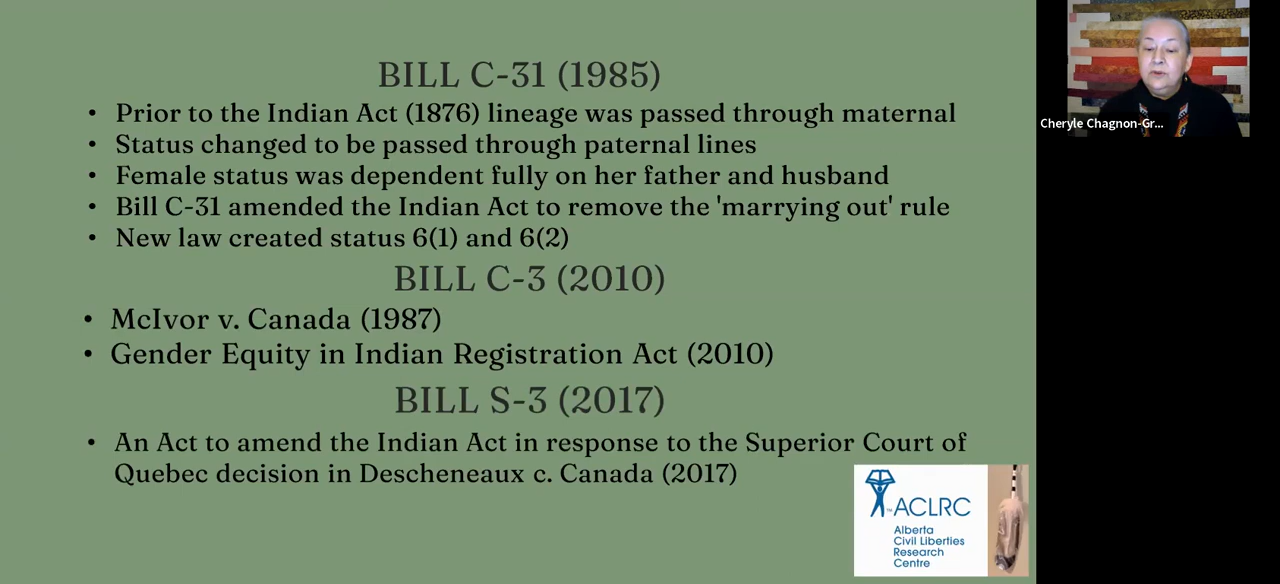 BILL C-31 (1985)
• Prior to the Indian Act (1876) lineage was passed through maternal
• Status changed to be passed through paternal lines
• Female status was dependent fully on her father and husband
• Bill C-31 amended the Indian Act to remove the 'marrying out' rule
• New law created status 6(1) and 6(2)
BILL C-3 (2010)
• McIvor v. Canada (1987)
• Gender Equity in Indian Registration Act (2010)
BILL S-3 (2017)
• An Act to amend the Indian Act in response to the Superior Court of
Quebec decision in Descheneaux c. Canada (2017)
™ACLRC
Alberta
Civil Liberties
Research
Centre
Cheryle Chagnon-Gr...